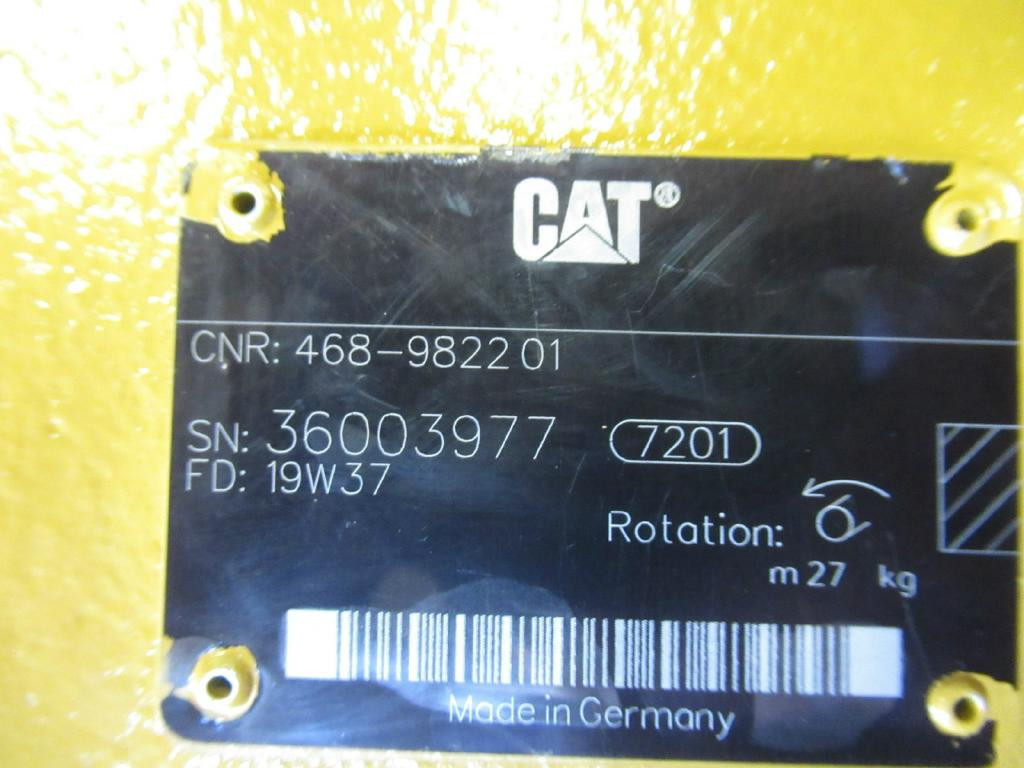 CAT®
CNR: 468-9822 01
SN: 36003977 7201
FD: 19W37
Rotation:
m 27 kg
Made in Germany